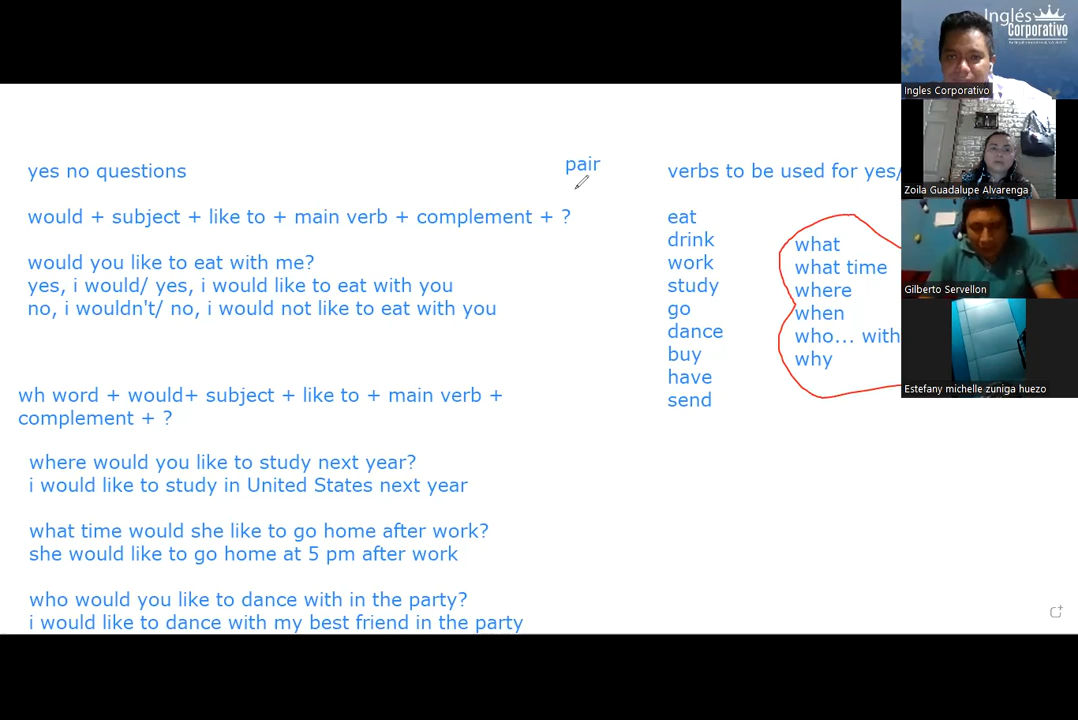 yes no questions
would + subject + like to + main verb + complement + ?
would you like to eat with me?
yes, i would/ yes, i would like to eat with you
no, i wouldn't/ no, i would not like to eat with you
wh word + would+ subject + like to + main verb +
complement + ?
where would you like to study next year?
i would like to study in United States next year
what time would she like to go home after work?
she would like to go home at 5 pm after work
who would you like to dance with in the party?
i would like to dance with my best friend in the party
pair
verbs to be used for yes/
eat
drink
work
study
go
dance
buy
have
send
what
what time
where
when
who... with
why
Inglés
Corporativo
Ingles Corporativo
Zoila Guadalupe Alvarenga
Gilberto Servellon
Estefany michelle zuniga huezo